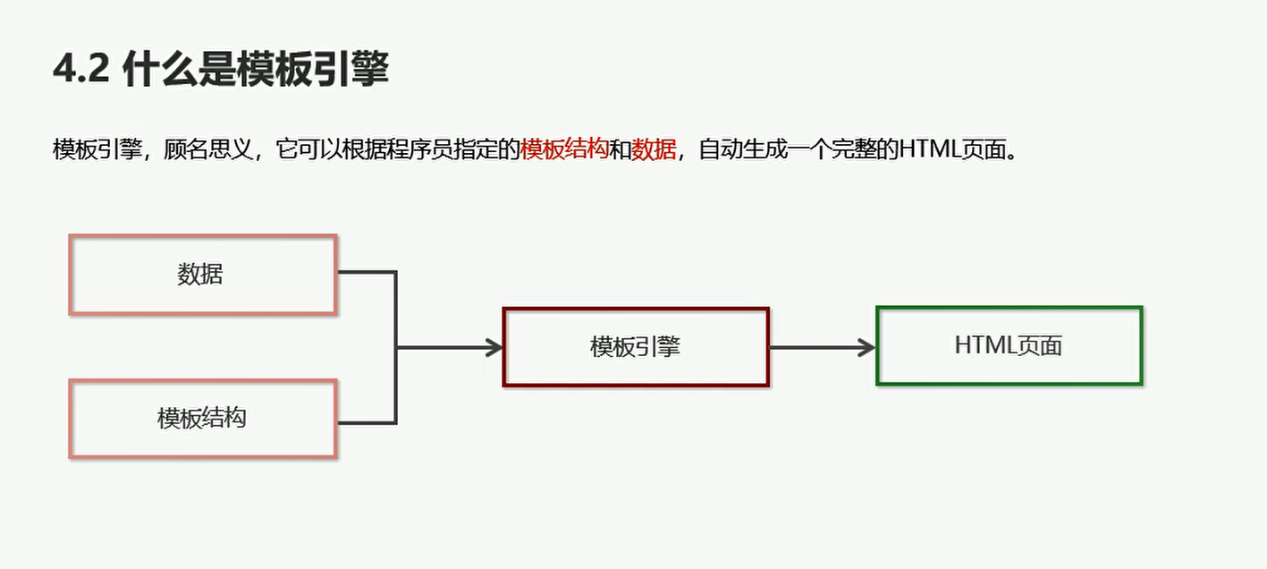 4.2 什么是模板引擎
模板引擎，顾名思义，它可以根据程序员指定的模板结构和数据，自动生成一个完整的HTML页面。
数据
模板结构
模板引擎
HTML页面